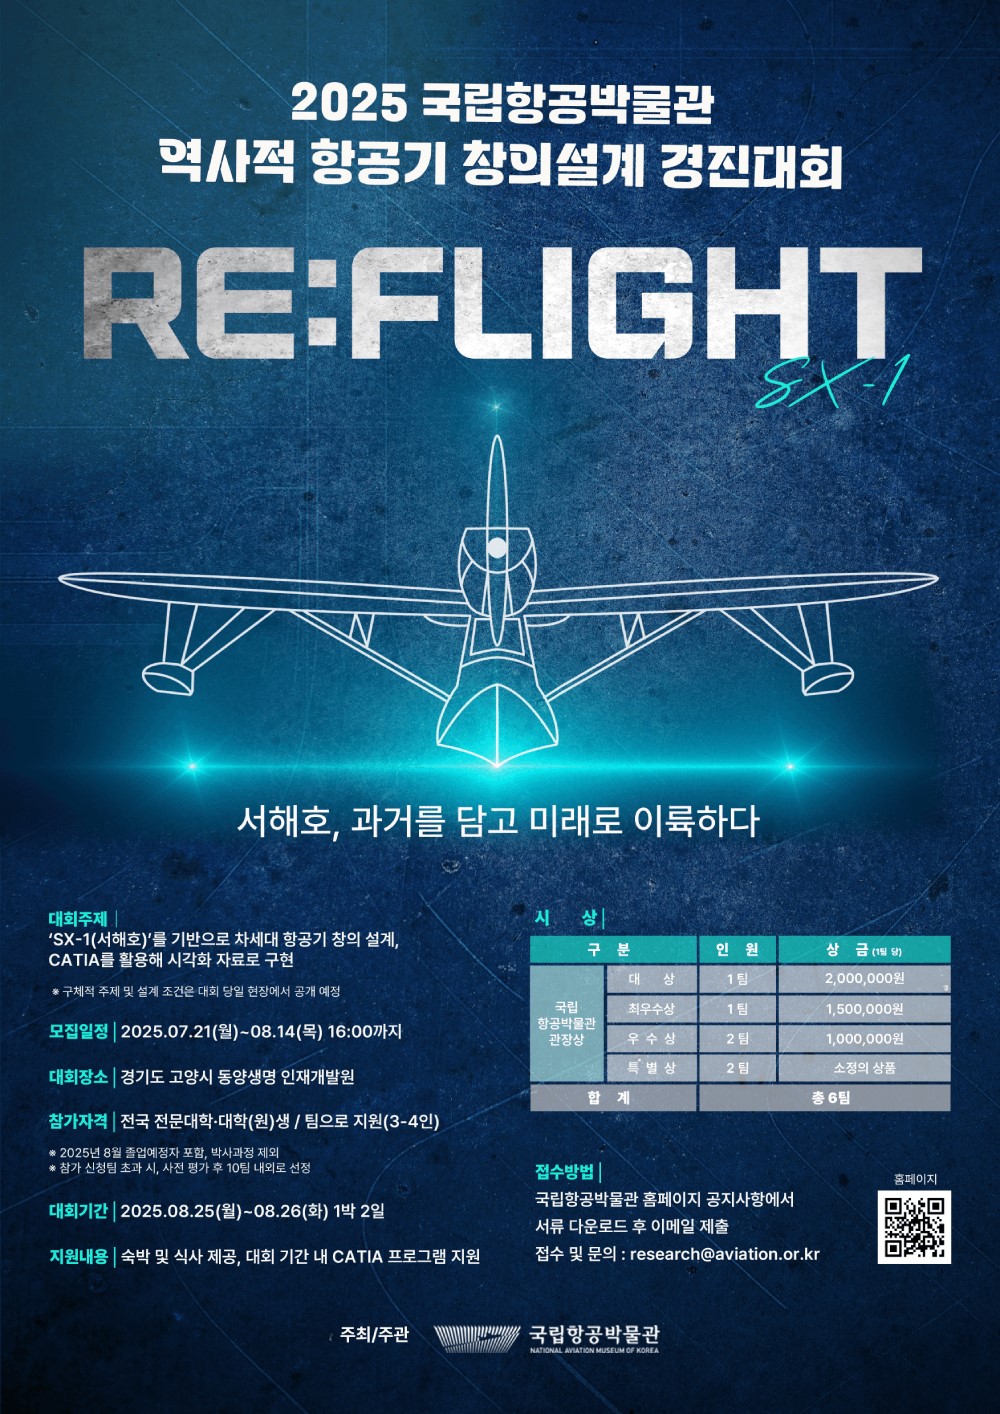 2025 국립항공박물관
역사적 항공기 창의설계 경진대회
RE:FLIGHT
SX-1
서해호, 과거를 담고 미래로 이륙하다
대회주제
‘SX-1(서해호)’를 기반으로 차세대 항공기 창의 설계,
CATIA를 활용해 시각화 자료로 구현
※ 구체적 주제 및 설계 조건은 대회 당일 현장에서 공개 예정
모집일정 | 2025.07.21(월)~08.14(목) 16:00까지
대회장소 | 경기도 고양시 동양생명 인재개발원
참가자격 | 전국 전문대학·대학(원)생 / 팀으로 지원(3-4인)
※ 2025년 8월 졸업예정자 포함, 박사과정 제외
※ 참가 신청팀 초과 시, 사전 평가 후 10팀 내외로 선정
대회기간 | 2025.08.25(월)~08.26(화) 1박 2일
지원내용 | 숙박 및 식사 제공, 대회 기간 내 CATIA 프로그램 지원
시 상
구 분 인 원 상 금 (1팀 당)
국립
항공박물관
관장상
대 상 1 팀 2,000,000원
최우수상 1 팀 1,500,000원
우 수 상 2 팀 1,000,000원
특 별 상 2 팀 소정의 상품
합 계 총 6팀
접수방법
국립항공박물관 홈페이지 공지사항에서
서류 다운로드 후 이메일 제출
접수 및 문의 : research@aviation.or.kr
홈페이지
주최/주관
국립항공박물관
NATIONAL AVIATION MUSEUM OF KOREA